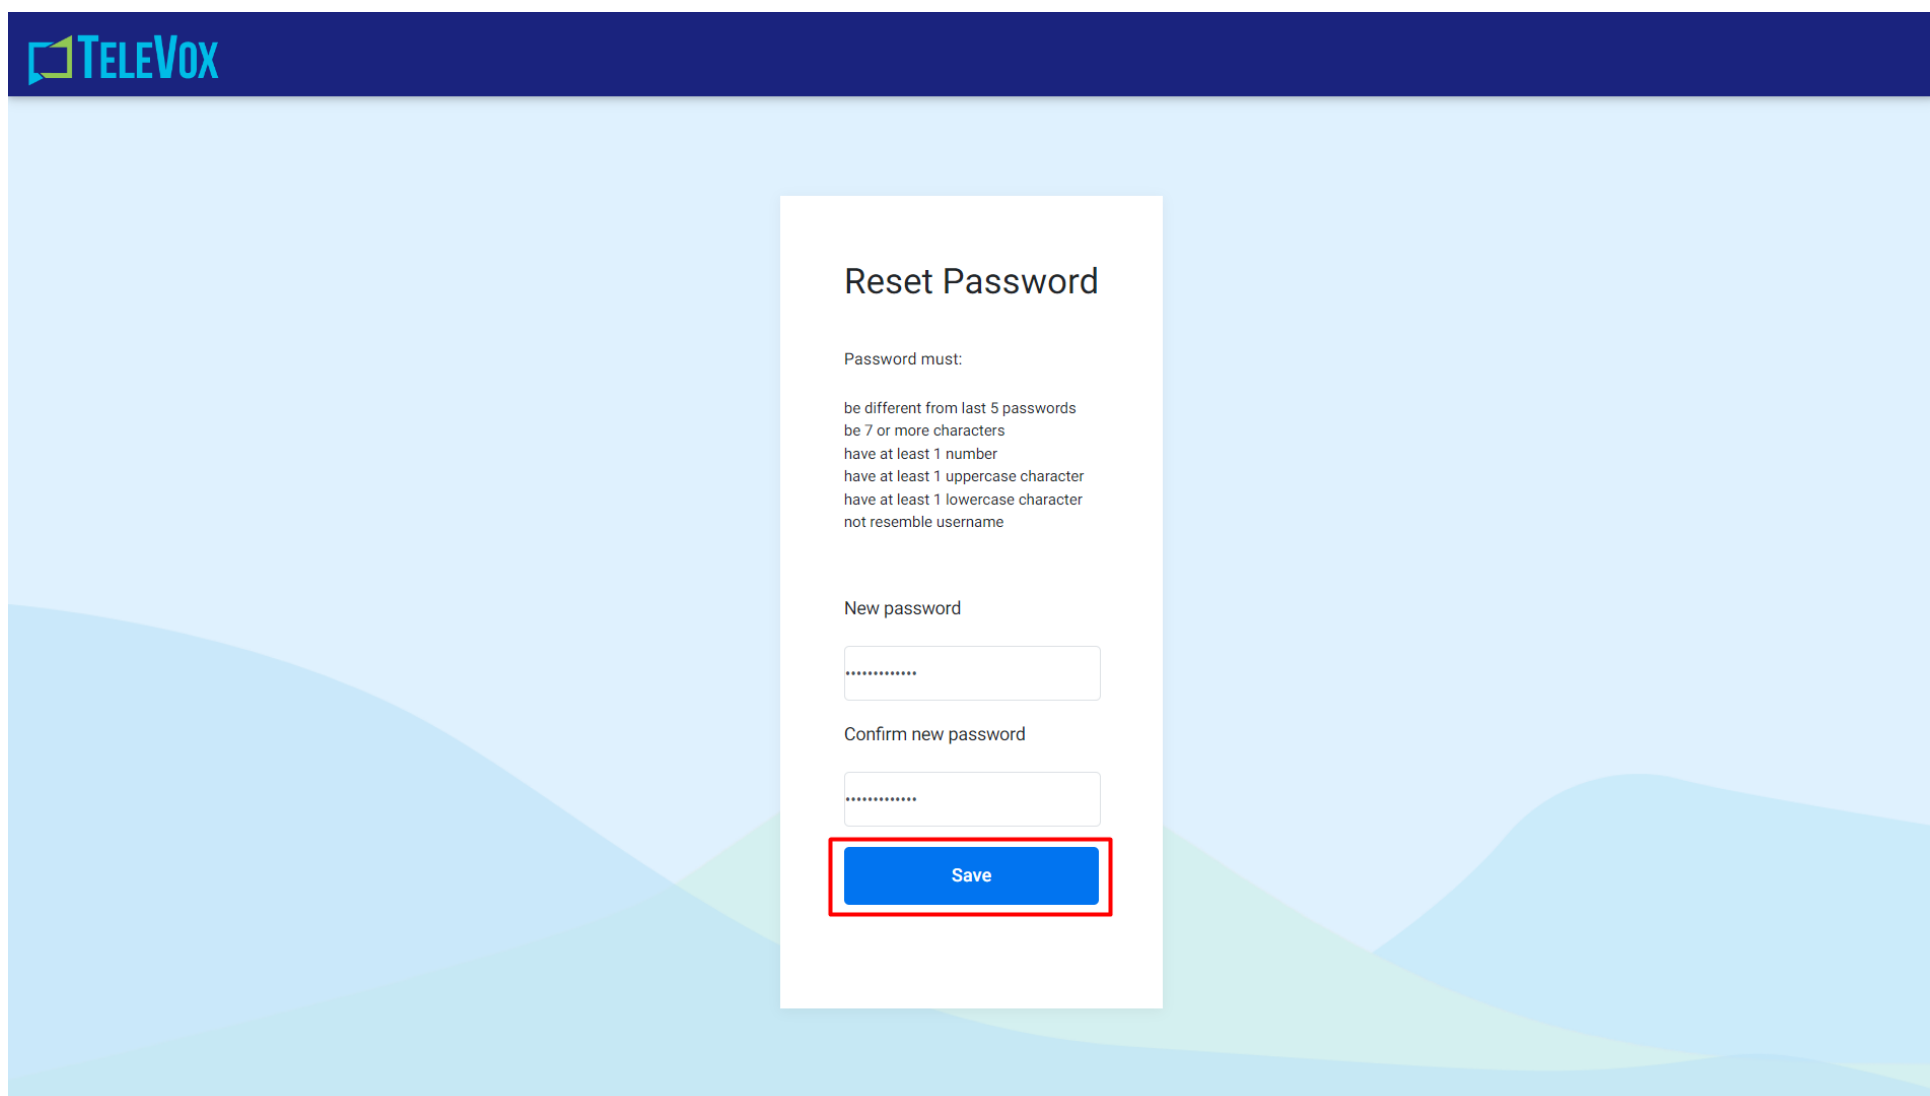 TELEVOX
Reset Password
Password must:
be different from last 5 passwords
be 7 or more characters
have at least 1 number
have at least 1 uppercase character
have at least 1 lowercase character
not resemble username
New password
•••••••••••••
Confirm new password
•••••••••••••
Save